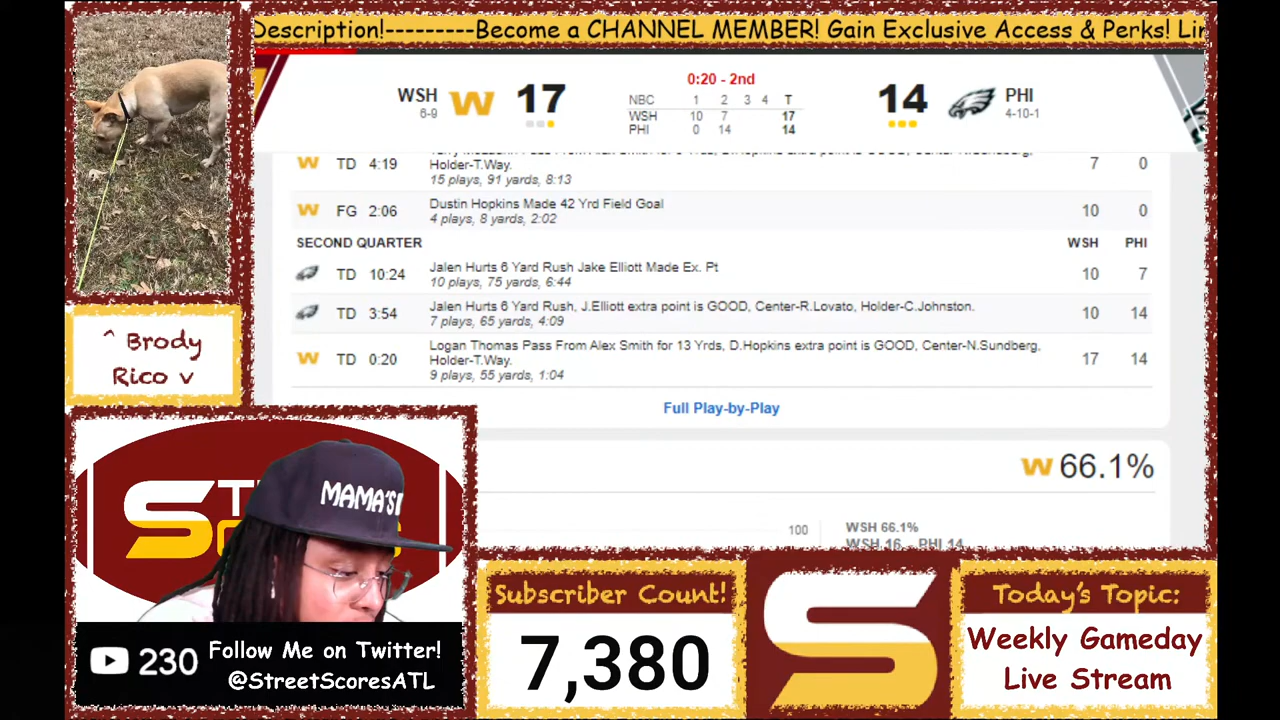 Description!---------Become a CHANNEL MEMBER! Gain Exclusive Access & Perks!
WSH
6-9
W
17
0:20 - 2nd
NBC 1 2 3 4 T
WSH 10 7 17
PHI 0 14 14
14
PHI
4-10-1
W TD 4:19
Holder-T.Way.
15 plays, 91 yards, 8:13
7 0
W FG 2:06
Dustin Hopkins Made 42 Yrd Field Goal
4 plays, 8 yards, 2:02
10 0
SECOND QUARTER WSH PHI
TD 10:24
Jalen Hurts 6 Yard Rush Jake Elliott Made Ex. Pt
10 plays, 75 yards, 6:44
10 7
TD 3:54
Jalen Hurts 6 Yard Rush, J.Elliott extra point is GOOD, Center-R.Lovato, Holder-C.Johnston.
7 plays, 65 yards, 4:09
10 14
W TD 0:20
Logan Thomas Pass From Alex Smith for 13 Yrds, D.Hopkins extra point is GOOD, Center-N.Sundberg,
Holder-T.Way.
9 plays, 55 yards, 1:04
17 14
Full Play-by-Play
W 66.1%
100
WSH 66.1%
WSH 16 - PHI 14
^ Brody
Rico v
MAMA'S
230
Follow Me on Twitter!
@StreetScoresATL
Subscriber Count!
7,380
S
Today's Topic:
Weekly Gameday
Live Stream